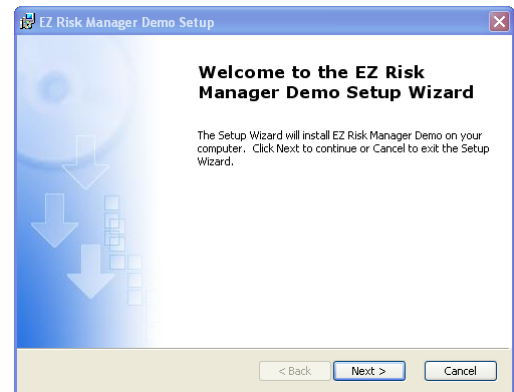 EZ Risk Manager Demo Setup
Welcome to the EZ Risk
Manager Demo Setup Wizard
The Setup Wizard will install EZ Risk Manager Demo on your
computer. Click Next to continue or Cancel to exit the Setup
Wizard.
< Back
Next >
Cancel